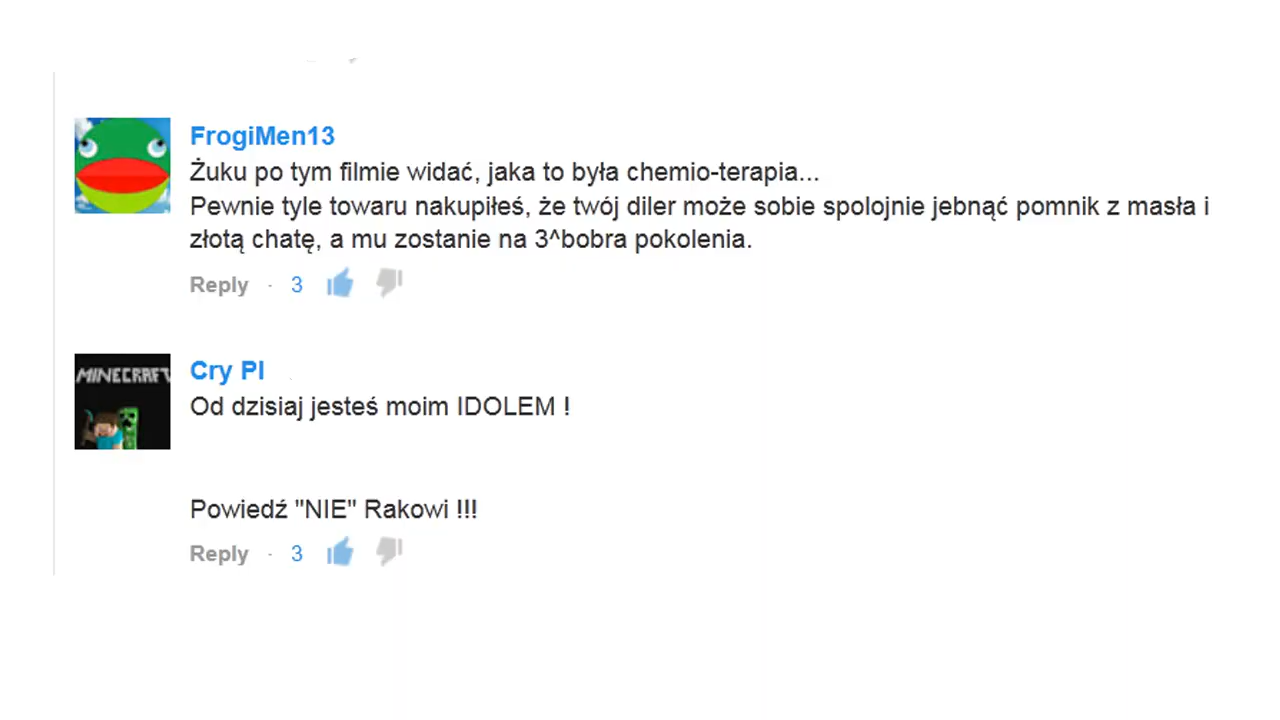 FrogiMen13
Żuku po tym filmie widać, jaka to była chemio-terapia...
Pewnie tyle towaru nakupiłeś, że twój diler może sobie spolojnie jebnąć pomnik z masła i
złotą chatę, a mu zostanie na 3^bobra pokolenia.
Reply · 3
MINECRAFT
Cry Pl
Od dzisiaj jesteś moim IDOLEM !
Powiedź "NIE" Rakowi !!!
Reply · 3